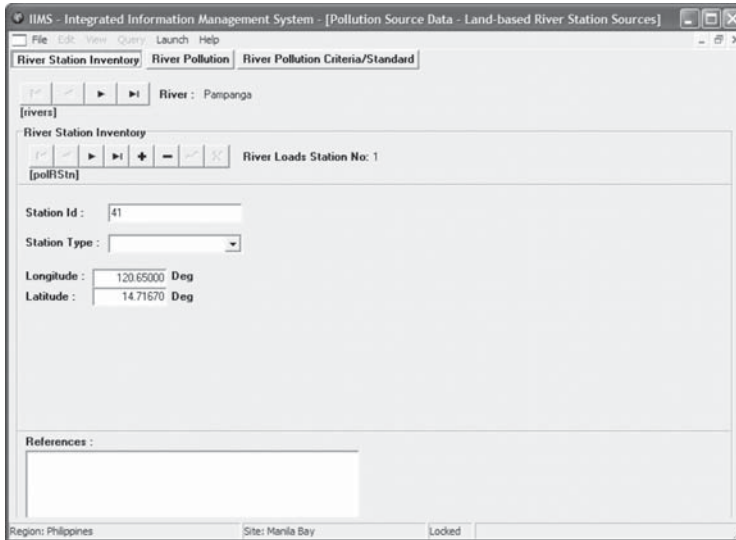 IIMS - Integrated Information Management System - [Pollution Source Data - Land-based River Station Sources]
File Edit View Query Launch Help
River Station Inventory River Pollution River Pollution Criteria/Standard
River : Pampanga
[rivers]
River Station Inventory
River Loads Station No: 1
[polRStn]
Station Id : 41
Station Type :
Longitude : 120.65000 Deg
Latitude : 14.71670 Deg
References :
Region: Philippines Site: Manila Bay Locked